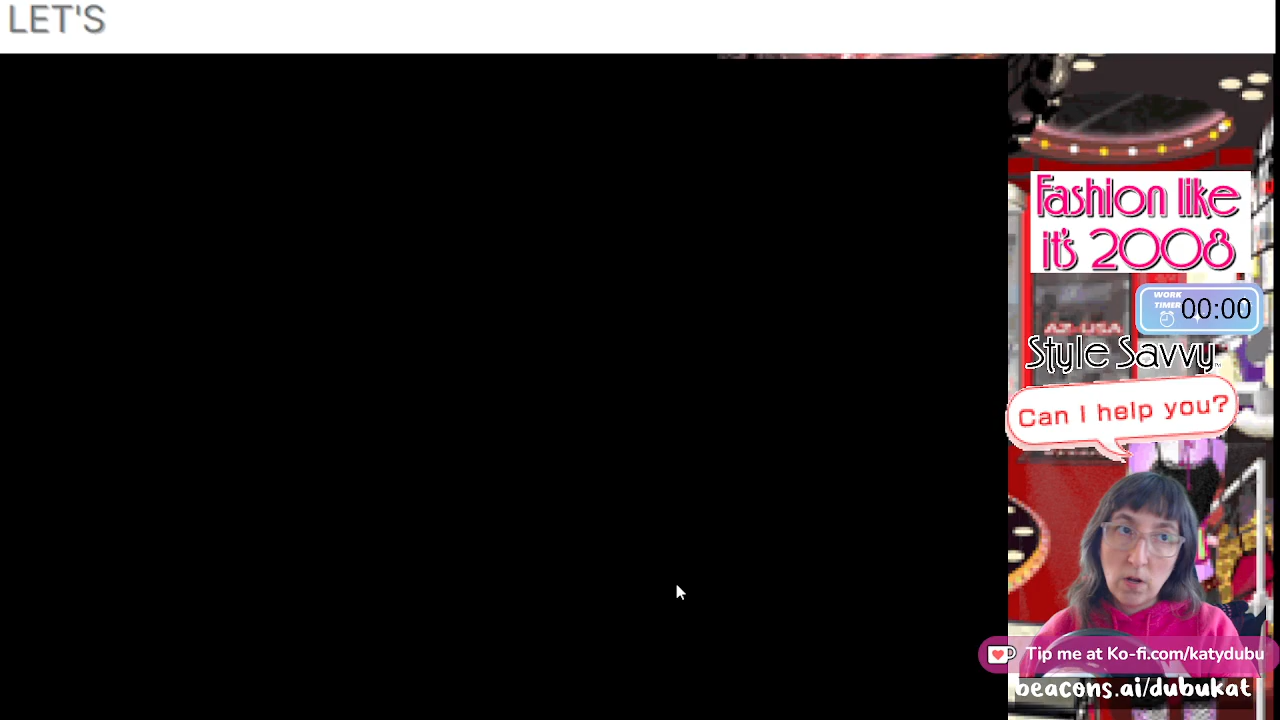 LET'S
Fashion like
it's 2008
WORK
TIMER
00:00
Style Savvy
Can I help you?
Tip me at Ko-fi.com/katydubu
beacons.ai/dubukat